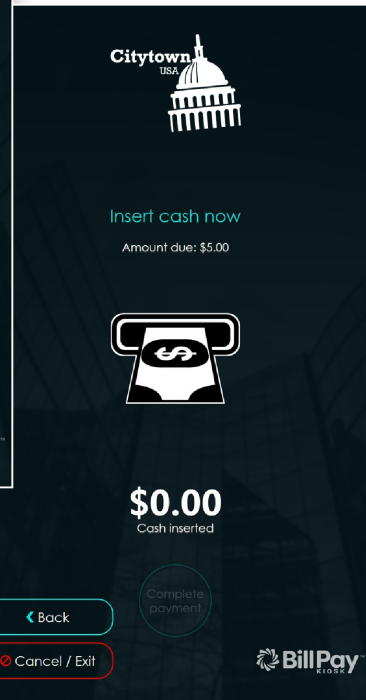 Citytown
USA
Insert cash now
Amount due: $5.00
$
$0.00
Cash inserted
Complete
payment
Back
Cancel / Exit
BillPay™
KIOSK